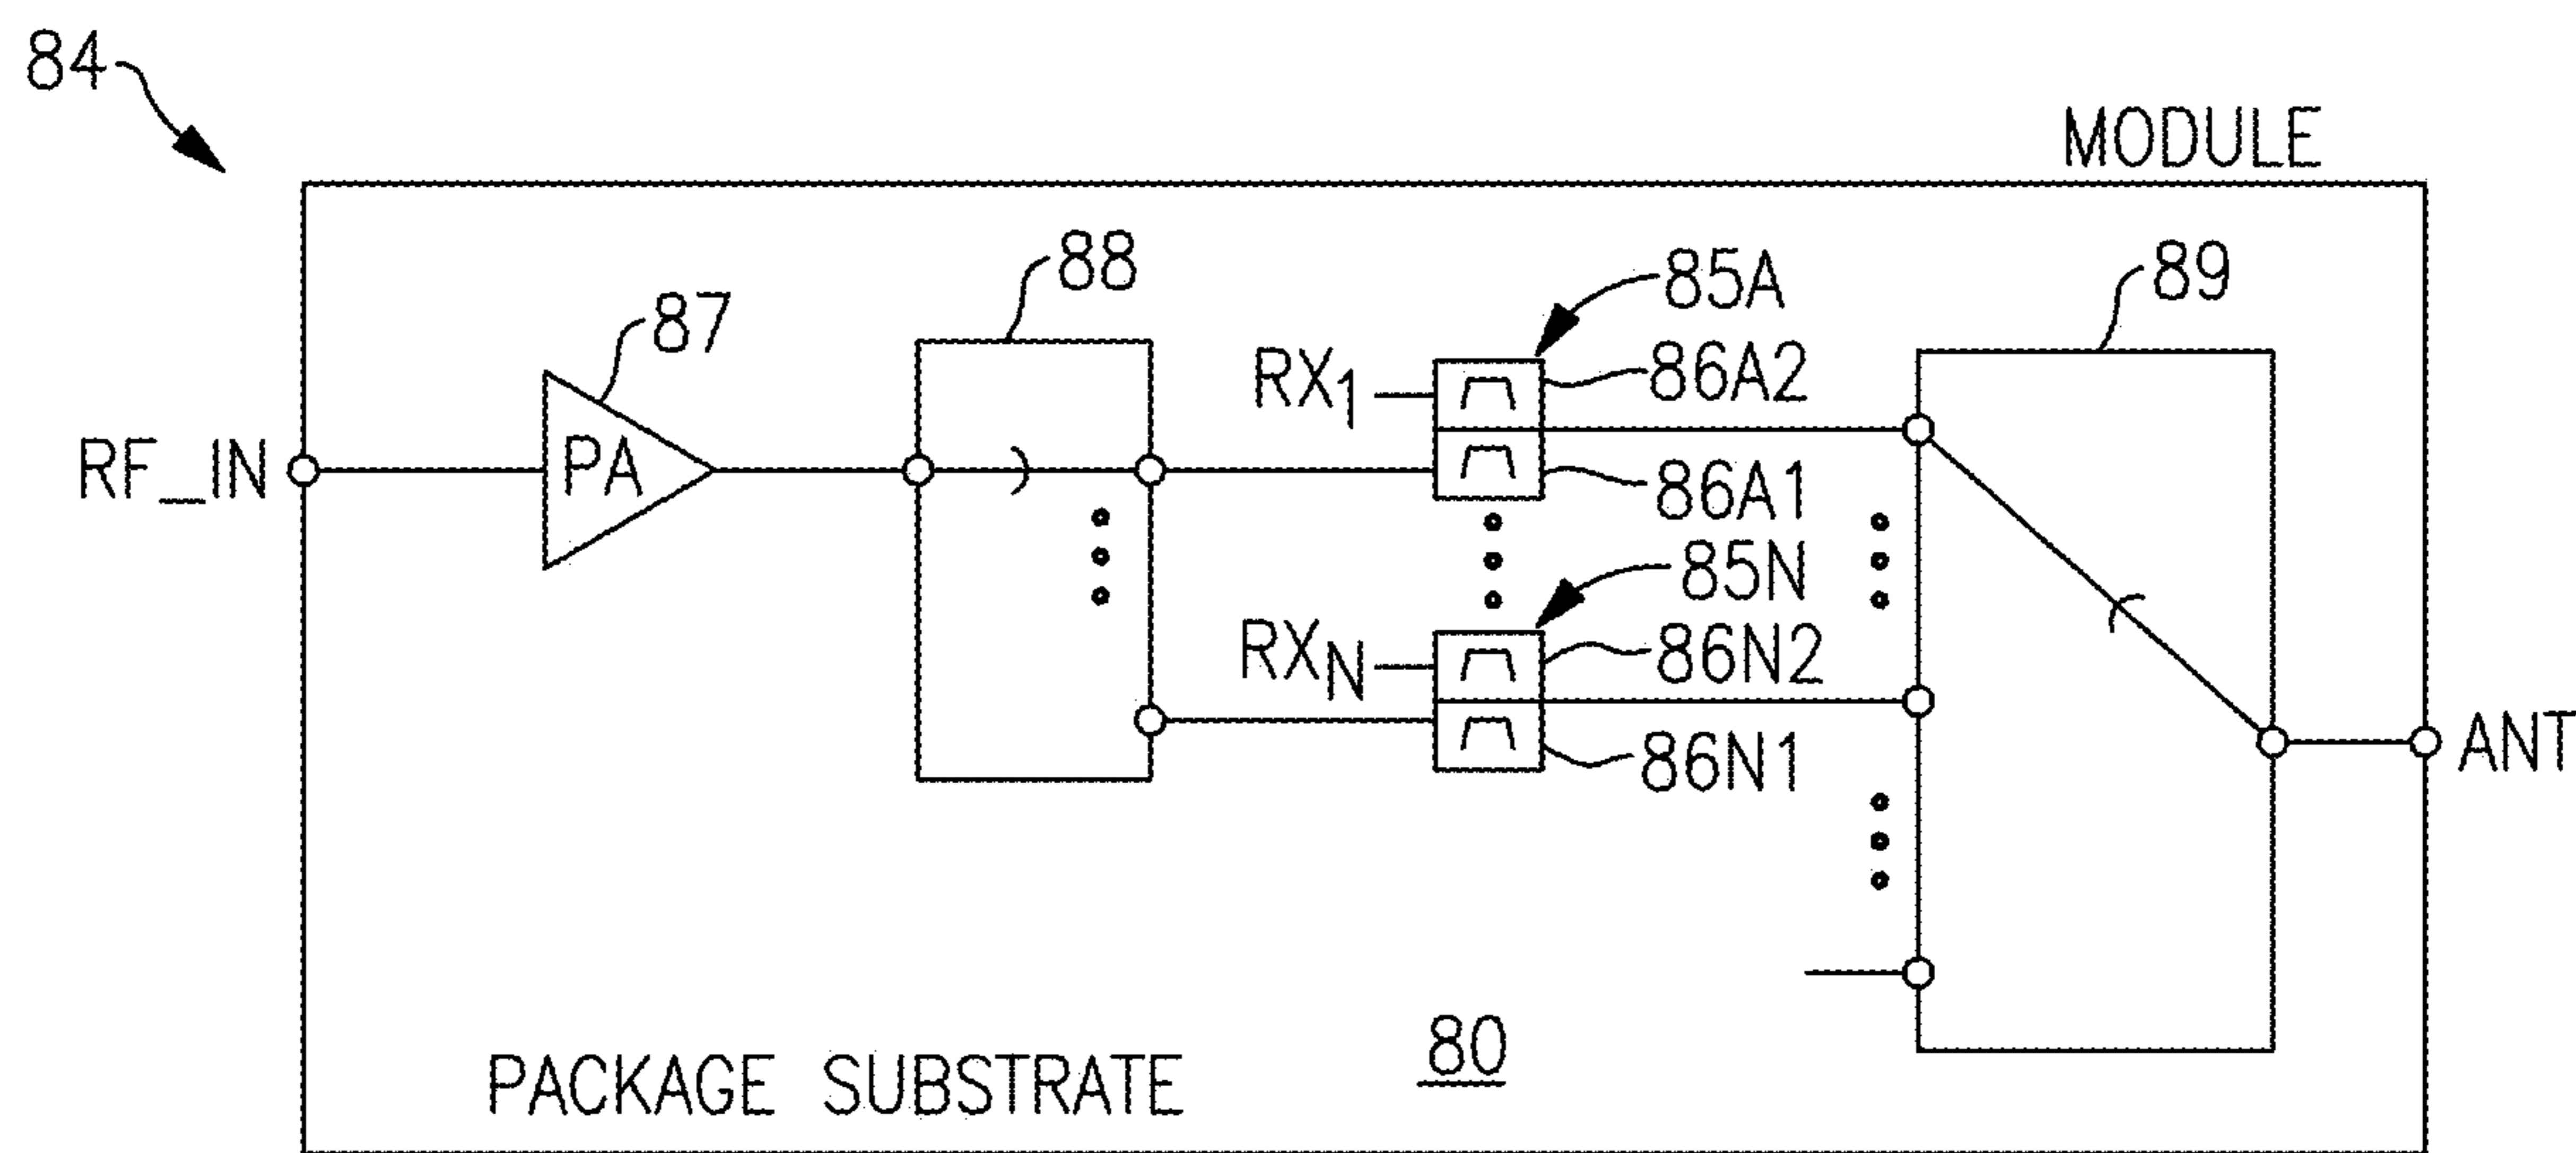 84
MODULE
88
89
85A
87
RX1
86A2
RF_IN
PA
86A1
85N
RXN
86N2
86N1
ANT
80
PACKAGE SUBSTRATE